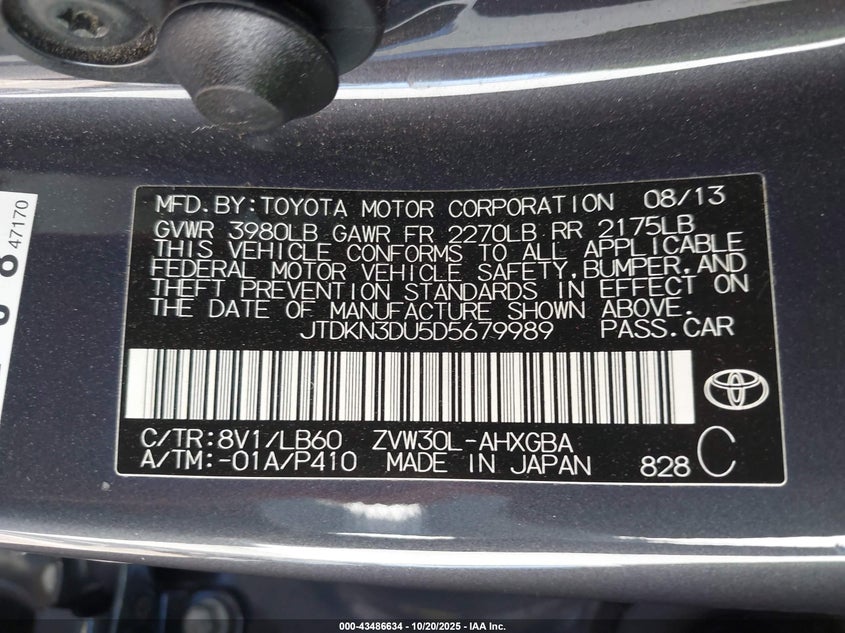 MFD.BY:TOYOTA MOTOR CORPORATION 08/13
GVWR 3980LB GAWR FR 2270LB RR 2175LB
THIS VEHICLE CONFORMS TO ALL APPLICABLE
FEDERAL MOTOR VEHICLE SAFETY,BUMPER,AND
THEFT PREVENTION STANDARDS IN EFFECT ON
THE DATE OF MANUFACTURE SHOWN ABOVE.
JTDKN3DU5D5679989 PASS.CAR
C/TR:8V1/LB60 ZVW30L-AHXGBA
A/TM:-01A/P410 MADE IN JAPAN 828 C
47170
000-43486634 - 10/20/2025 - IAA Inc.